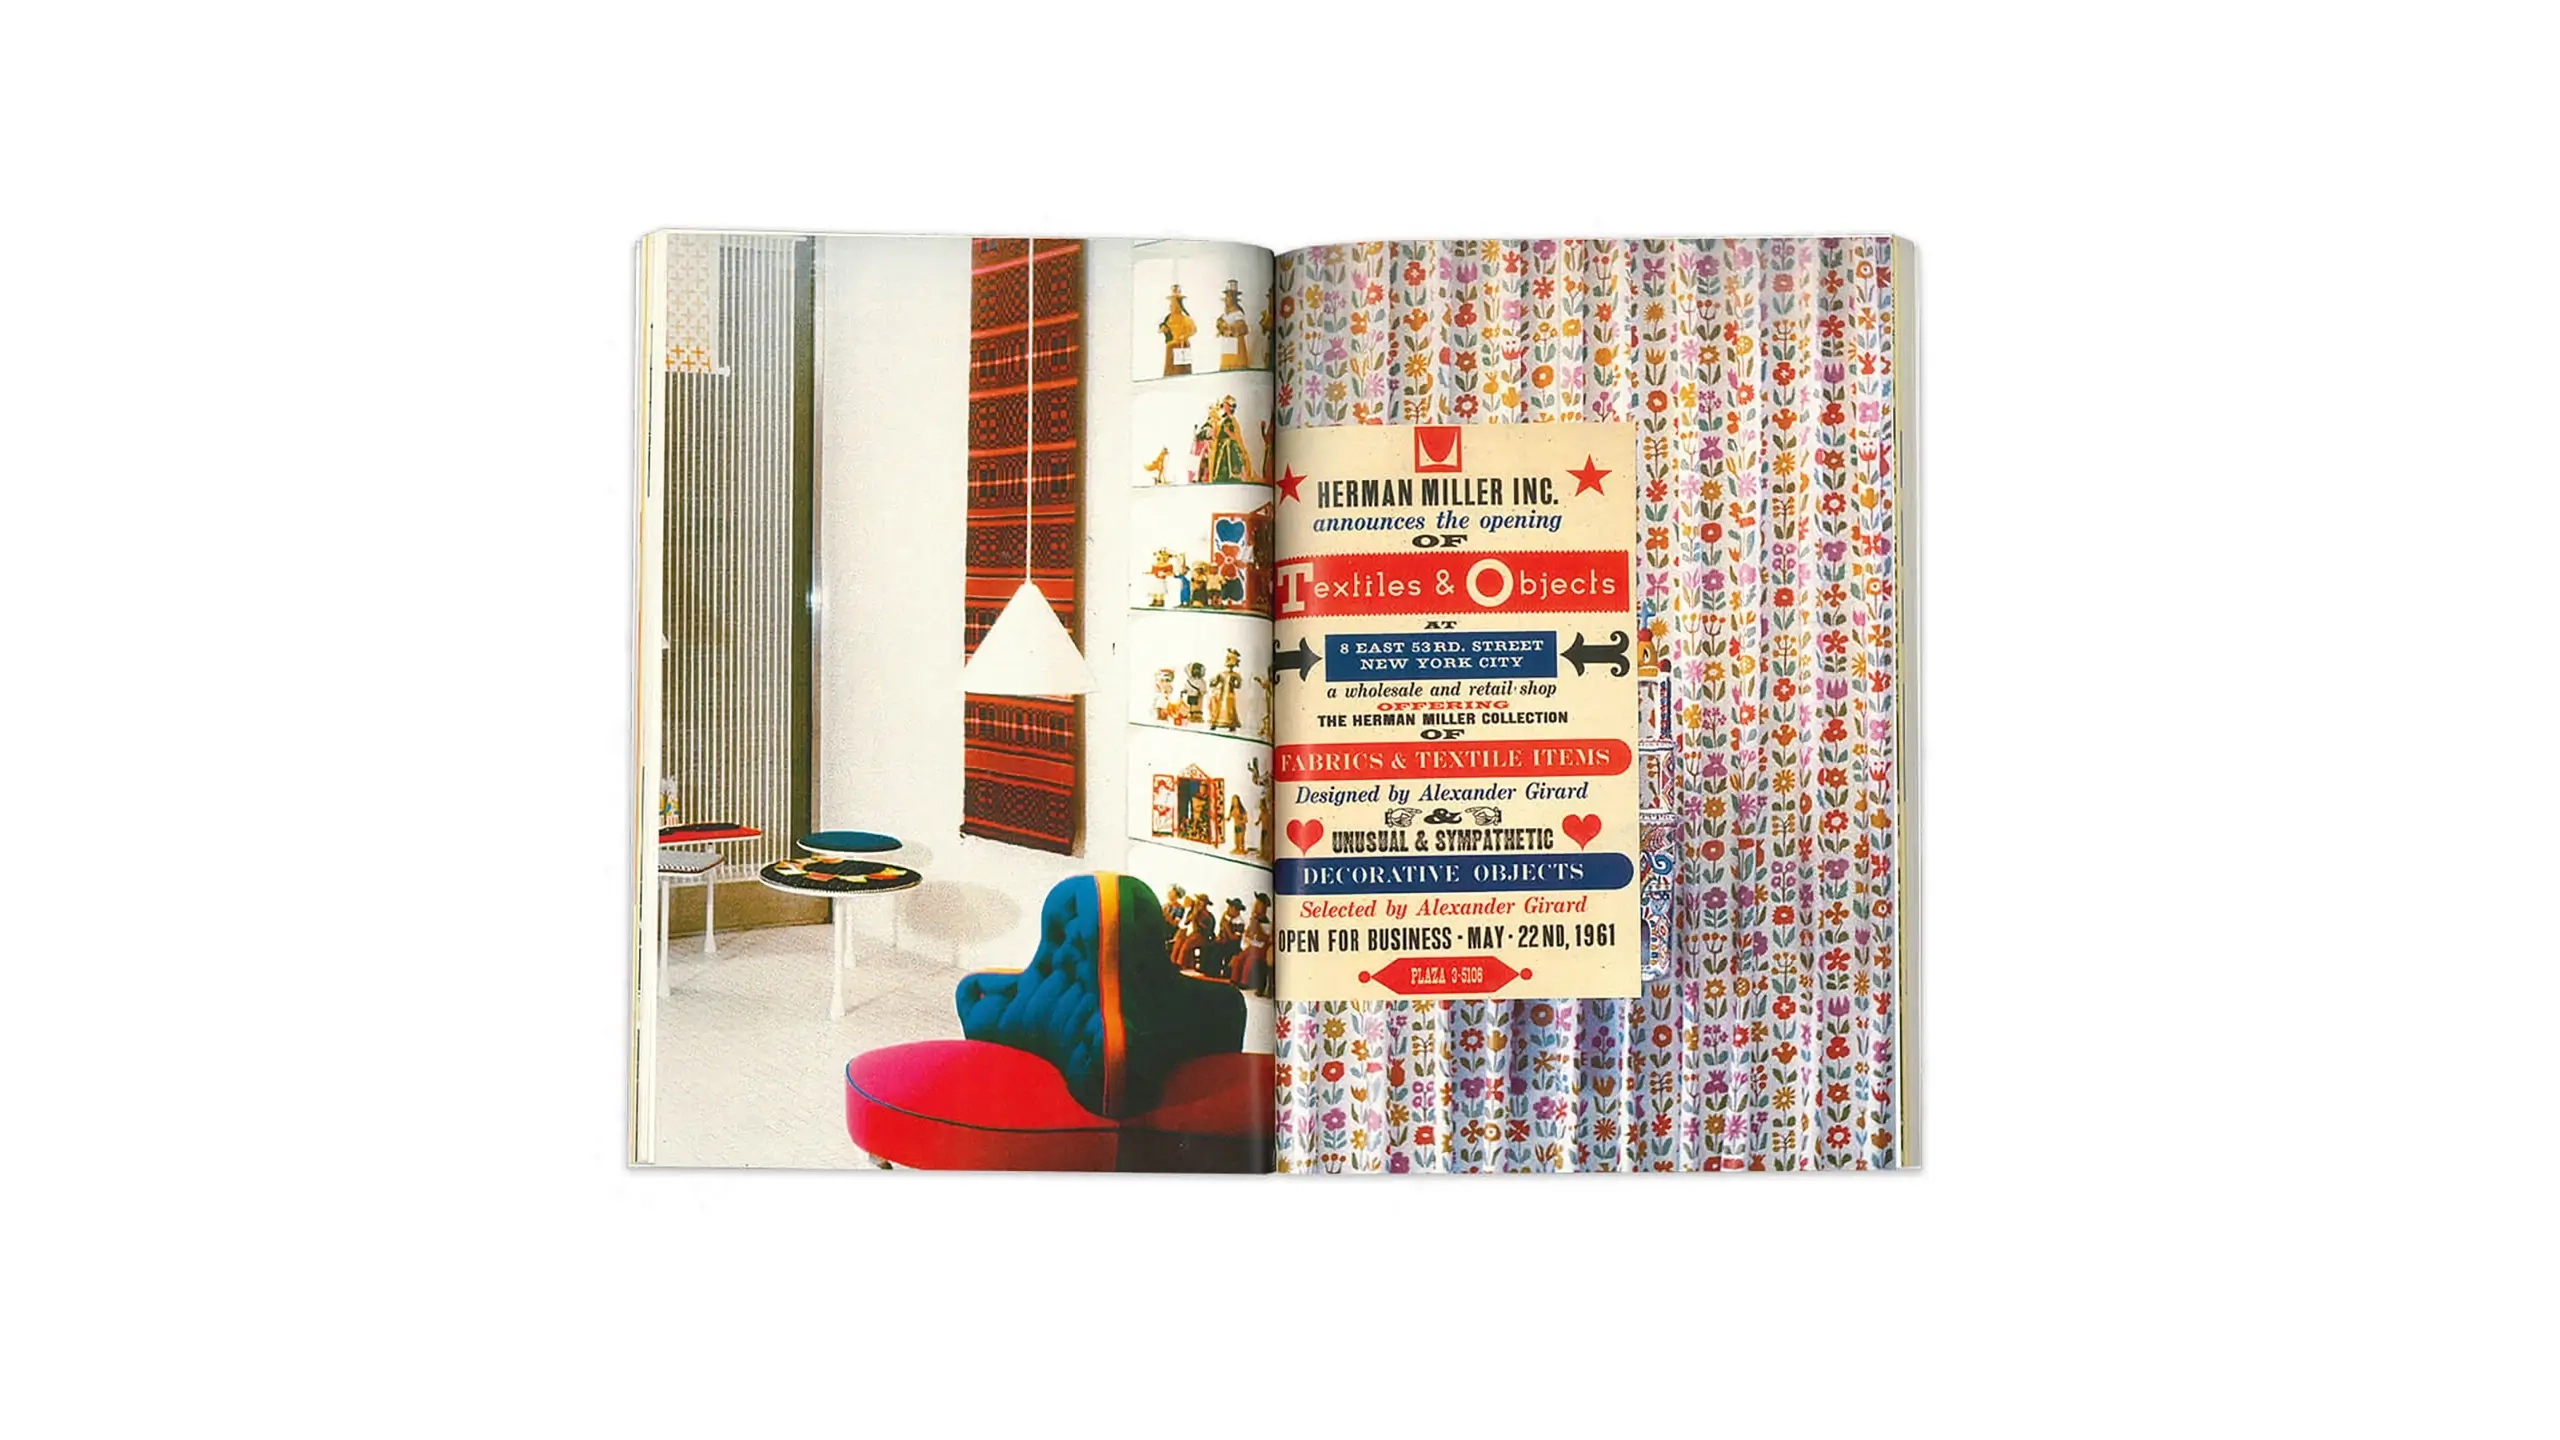 HERMAN MILLER INC.
announces the opening
OF
Textiles & Objects
AT
8 EAST 53RD. STREET
NEW YORK CITY
a wholesale and retail shop
OFFERING
THE HERMAN MILLER COLLECTION
OF
FABRICS & TEXTILE ITEMS
Designed by Alexander Girard
&
UNUSUAL & SYMPATHETIC
DECORATIVE OBJECTS
Selected by Alexander Girard
OPEN FOR BUSINESS · MAY · 22ND, 1961
PLAZA 3-5108